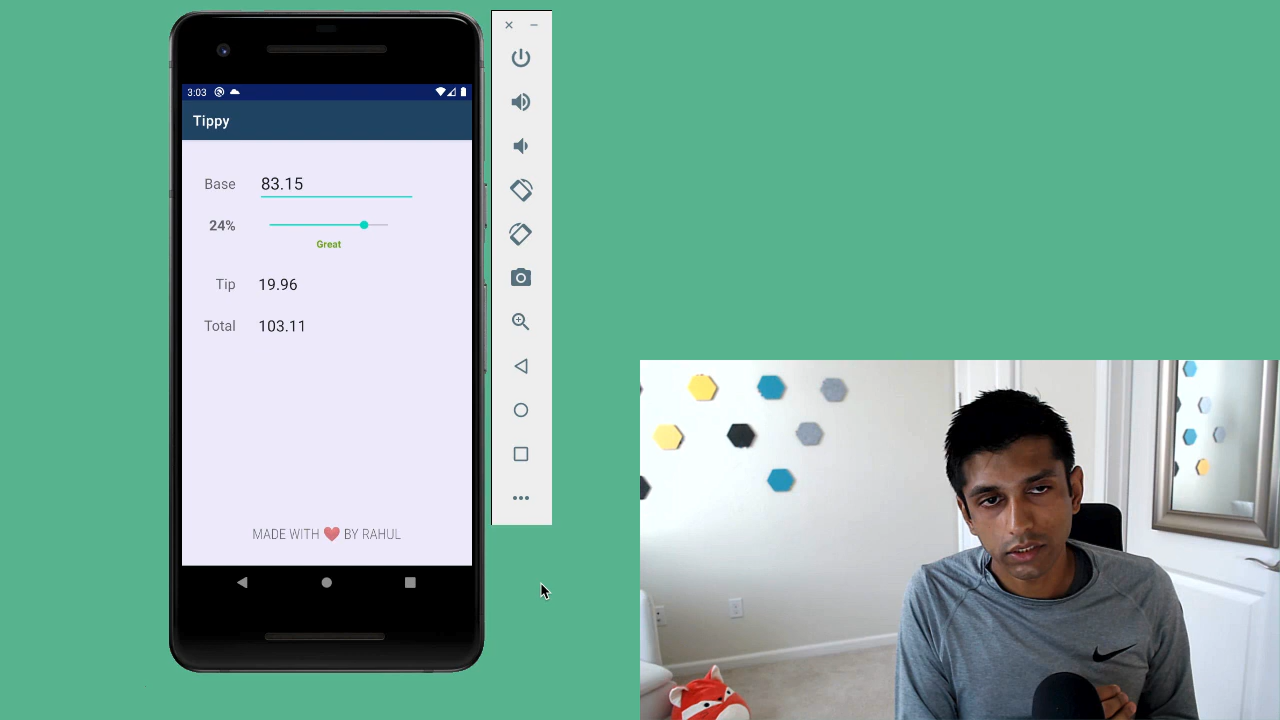 3:03
Tippy
Base 83.15
24%
Great
Tip 19.96
Total 103.11
MADE WITH ❤️ BY RAHUL